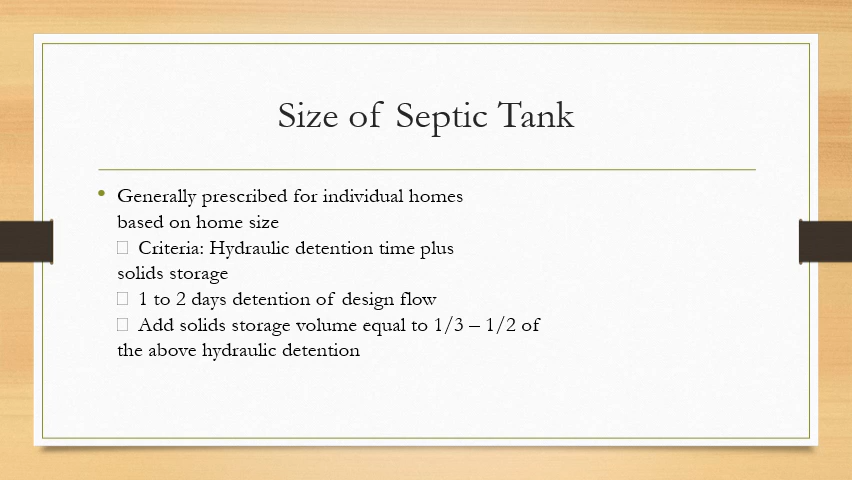 Size of Septic Tank
• Generally prescribed for individual homes
based on home size
□ Criteria: Hydraulic detention time plus
solids storage
□ 1 to 2 days detention of design flow
□ Add solids storage volume equal to 1/3 – 1/2 of
the above hydraulic detention